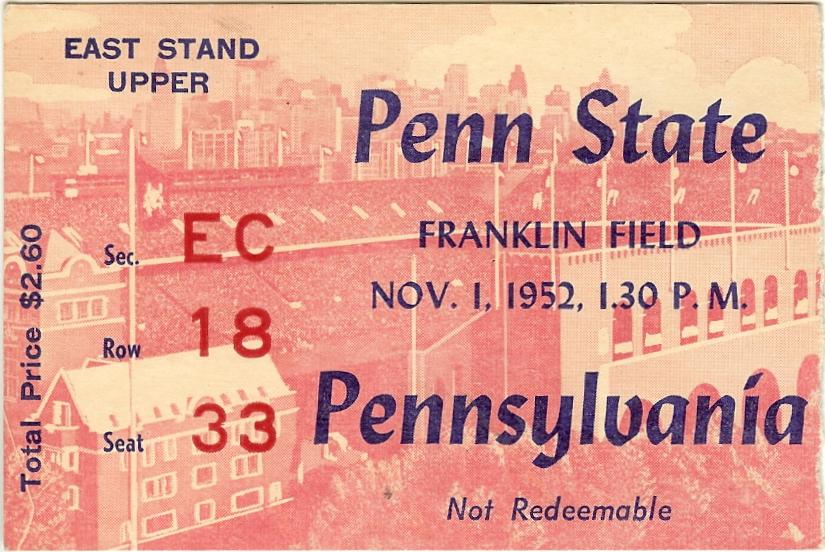 EAST STAND
UPPER
Total Price $2.60
Sec. EC
Row 18
Seat 33
Penn State
FRANKLIN FIELD
NOV. 1, 1952, 1.30 P. M.
Pennsylvania
Not Redeemable